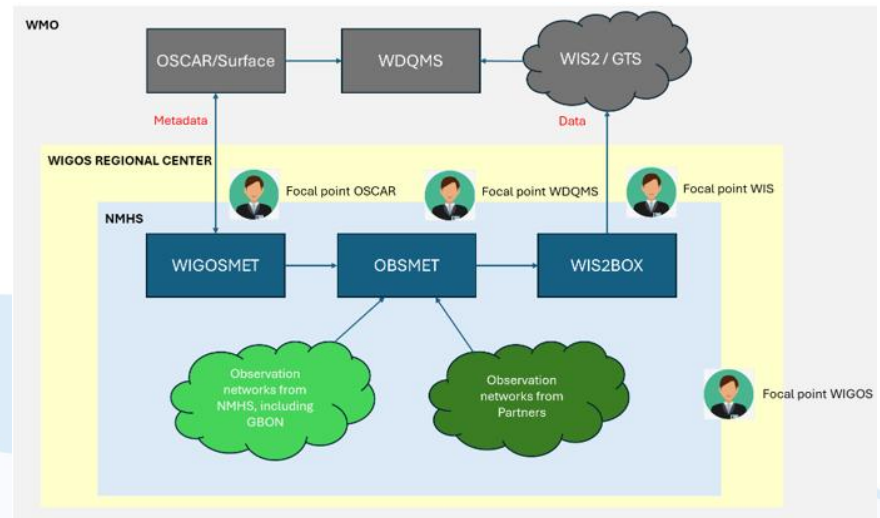 WMO
OSCAR/Surface
WDQMS
WIS2 / GTS
Metadata
Data
WIGOS REGIONAL CENTER
Focal point OSCAR
Focal point WDQMS
Focal point WIS
NMHS
WIGOSMET
OBSMET
WIS2BOX
Observation
networks from
NMHS, including
GBON
Observation
networks from
Partners
Focal point WIGOS